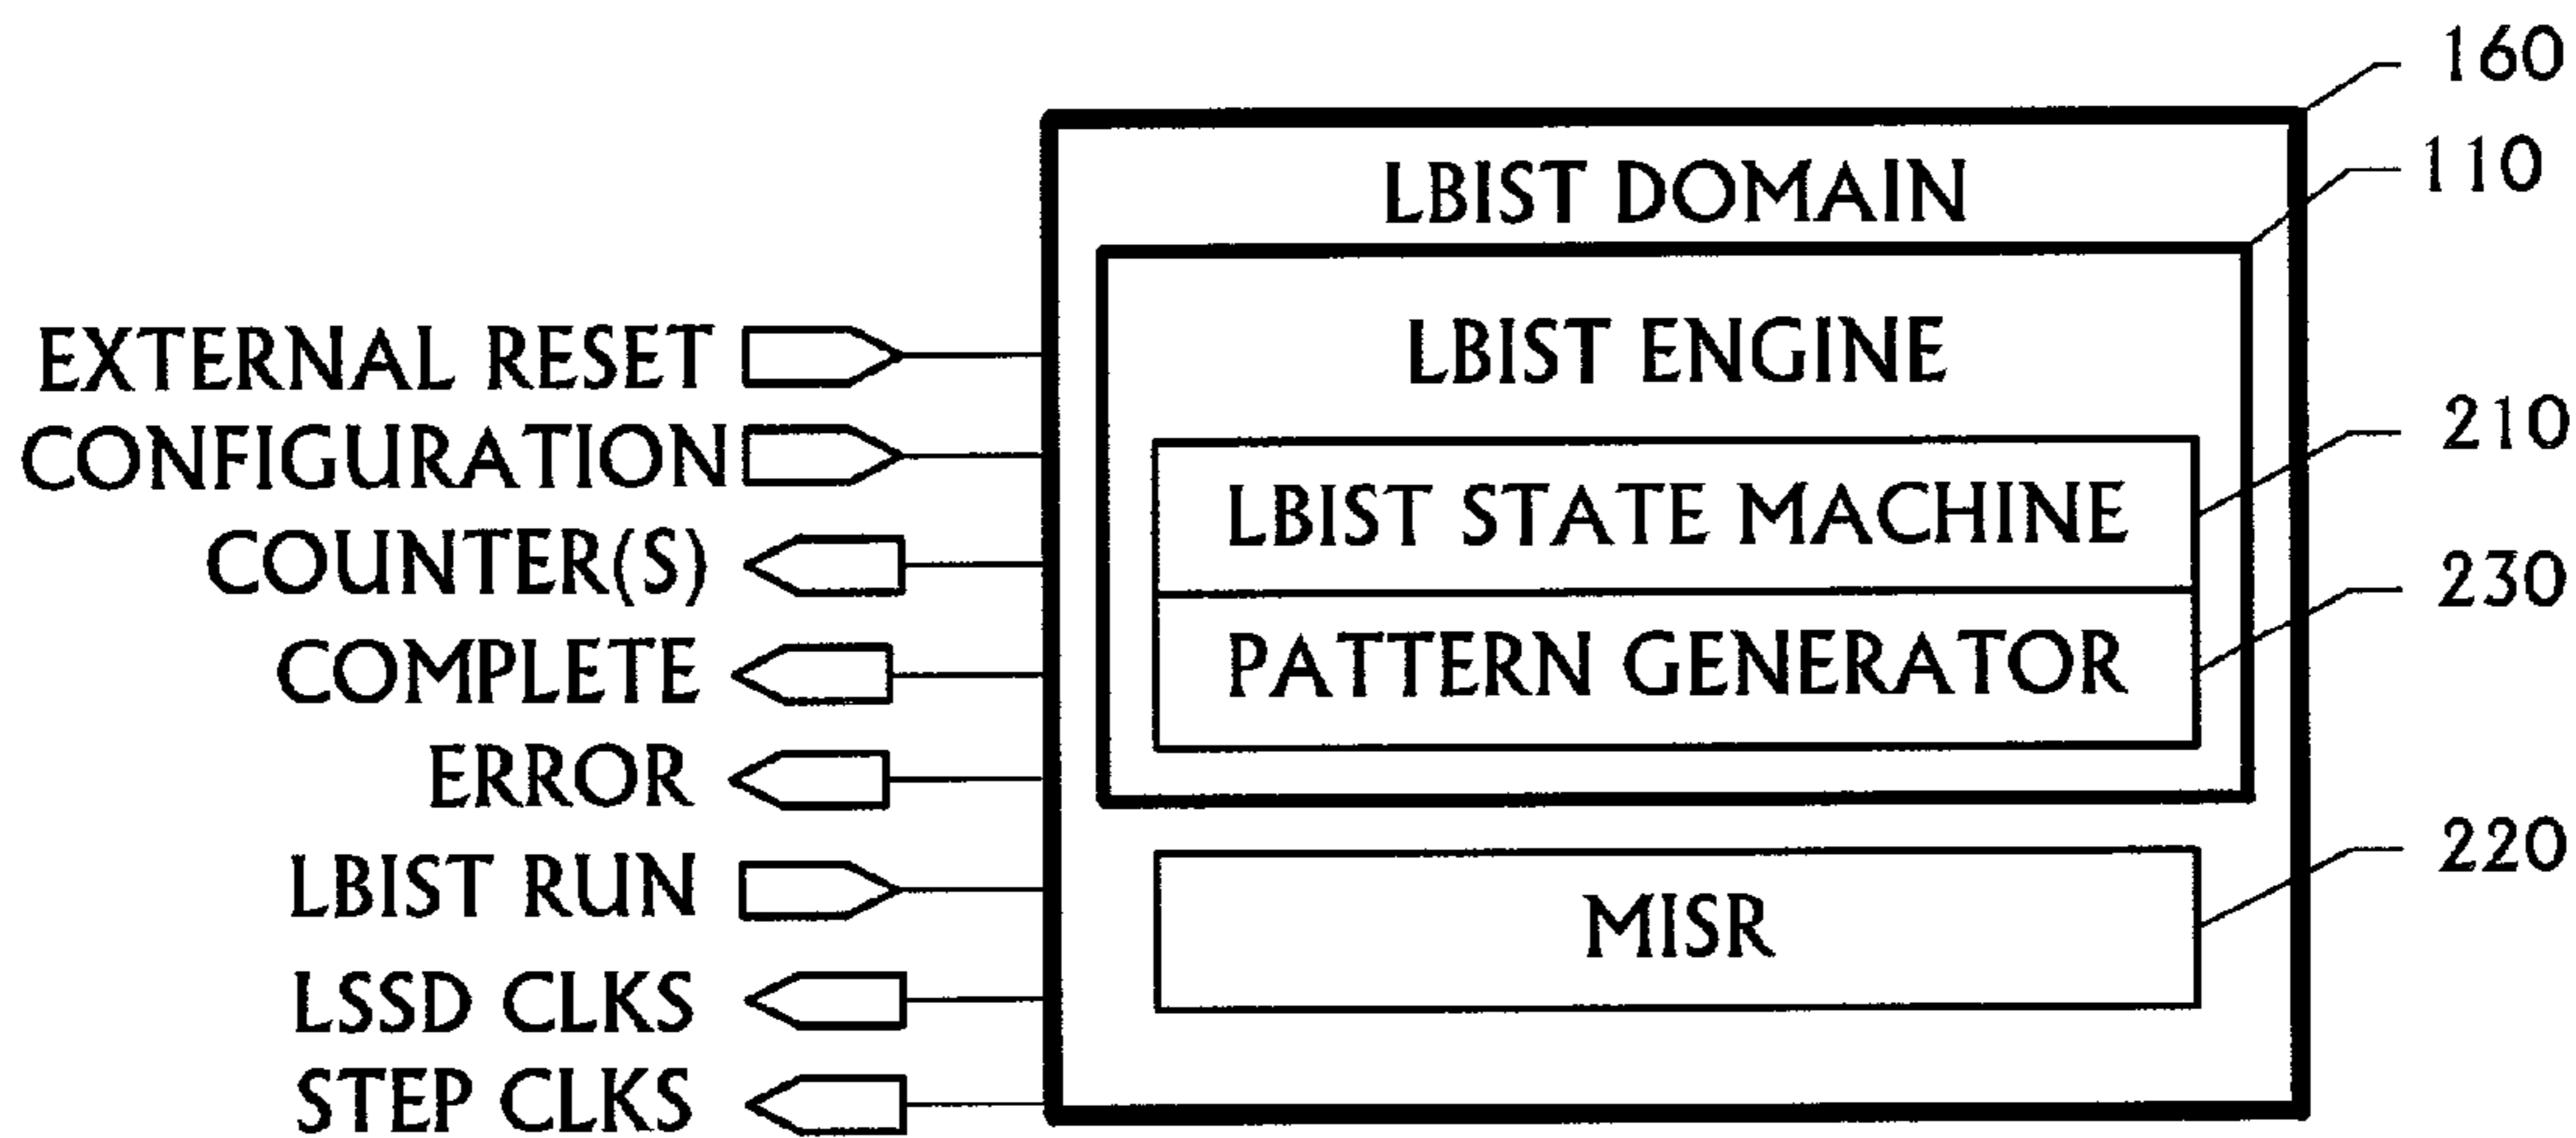 160
LBIST DOMAIN
110
LBIST ENGINE
EXTERNAL RESET
CONFIGURATION
LBIST STATE MACHINE
210
COUNTER(S)
230
COMPLETE
PATTERN GENERATOR
ERROR
220
LBIST RUN
MISR
LSSD CLKS
STEP CLKS